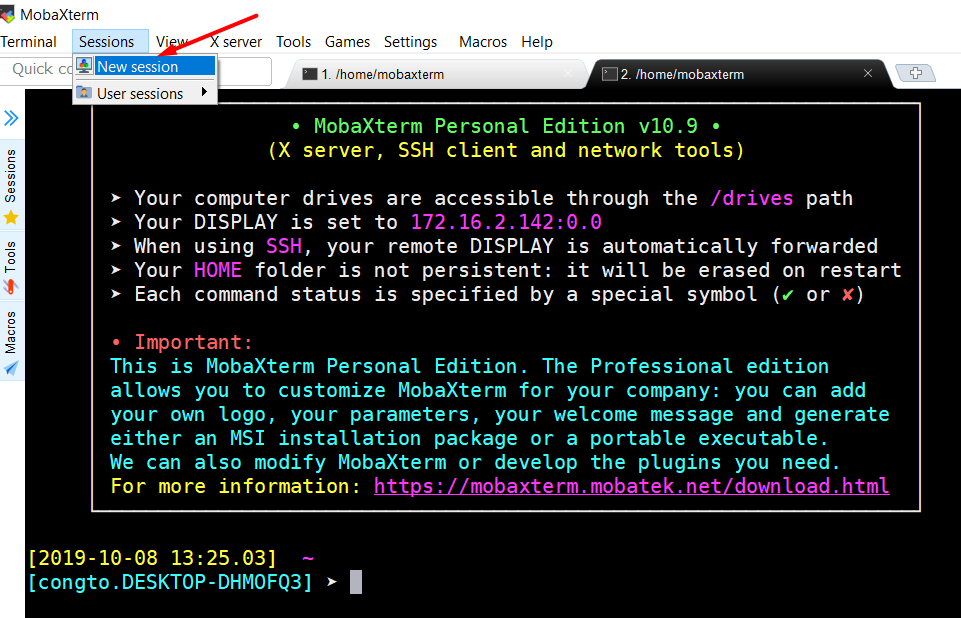 MobaXterm
Terminal Sessions View X server Tools Games Settings Macros Help
Quick co
New session
User sessions
1. /home/mobaxterm
2. /home/mobaxterm
Sessions
Tools
Macros
• MobaXterm Personal Edition v10.9 •
(X server, SSH client and network tools)
➤ Your computer drives are accessible through the /drives path
➤ Your DISPLAY is set to 172.16.2.142:0.0
➤ When using SSH, your remote DISPLAY is automatically forwarded
➤ Your HOME folder is not persistent: it will be erased on restart
➤ Each command status is specified by a special symbol (✔ or ✘)
• Important:
This is MobaXterm Personal Edition. The Professional edition
allows you to customize MobaXterm for your company: you can add
your own logo, your parameters, your welcome message and generate
either an MSI installation package or a portable executable.
We can also modify MobaXterm or develop the plugins you need.
For more information: https://mobaxterm.mobatek.net/download.html
[2019-10-08 13:25.03] ~
[congto.DESKTOP-DHMOFQ3] ➤